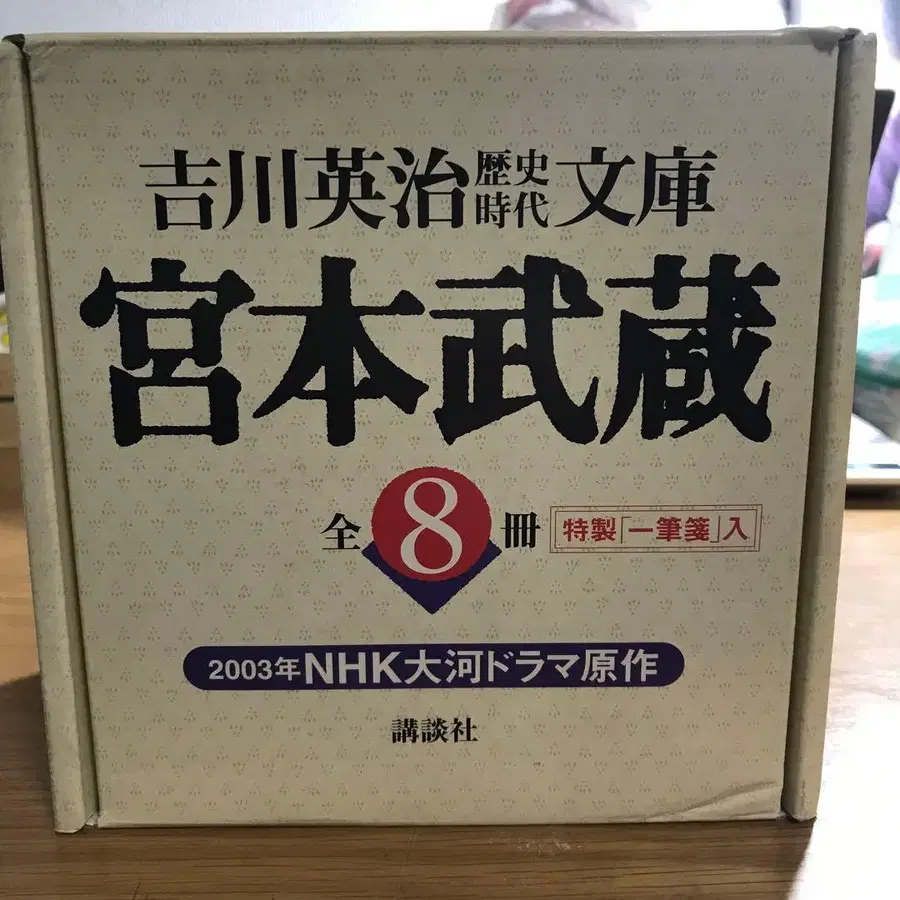 吉川英治歴史時代文庫
宮本武蔵
全8冊 特製「一筆箋」入
2003年NHK大河ドラマ原作
講談社